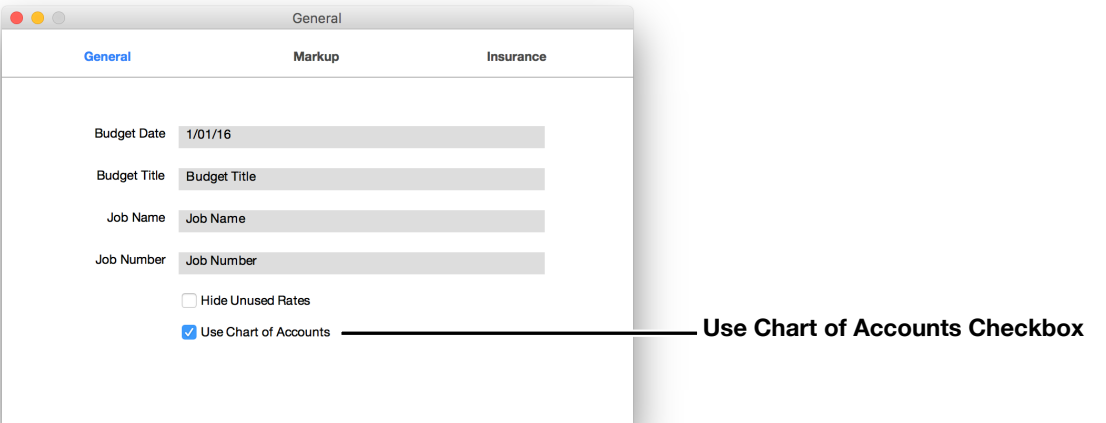 General
General Markup Insurance
Budget Date 1/01/16
Budget Title Budget Title
Job Name Job Name
Job Number Job Number
Hide Unused Rates
Use Chart of Accounts Use Chart of Accounts Checkbox